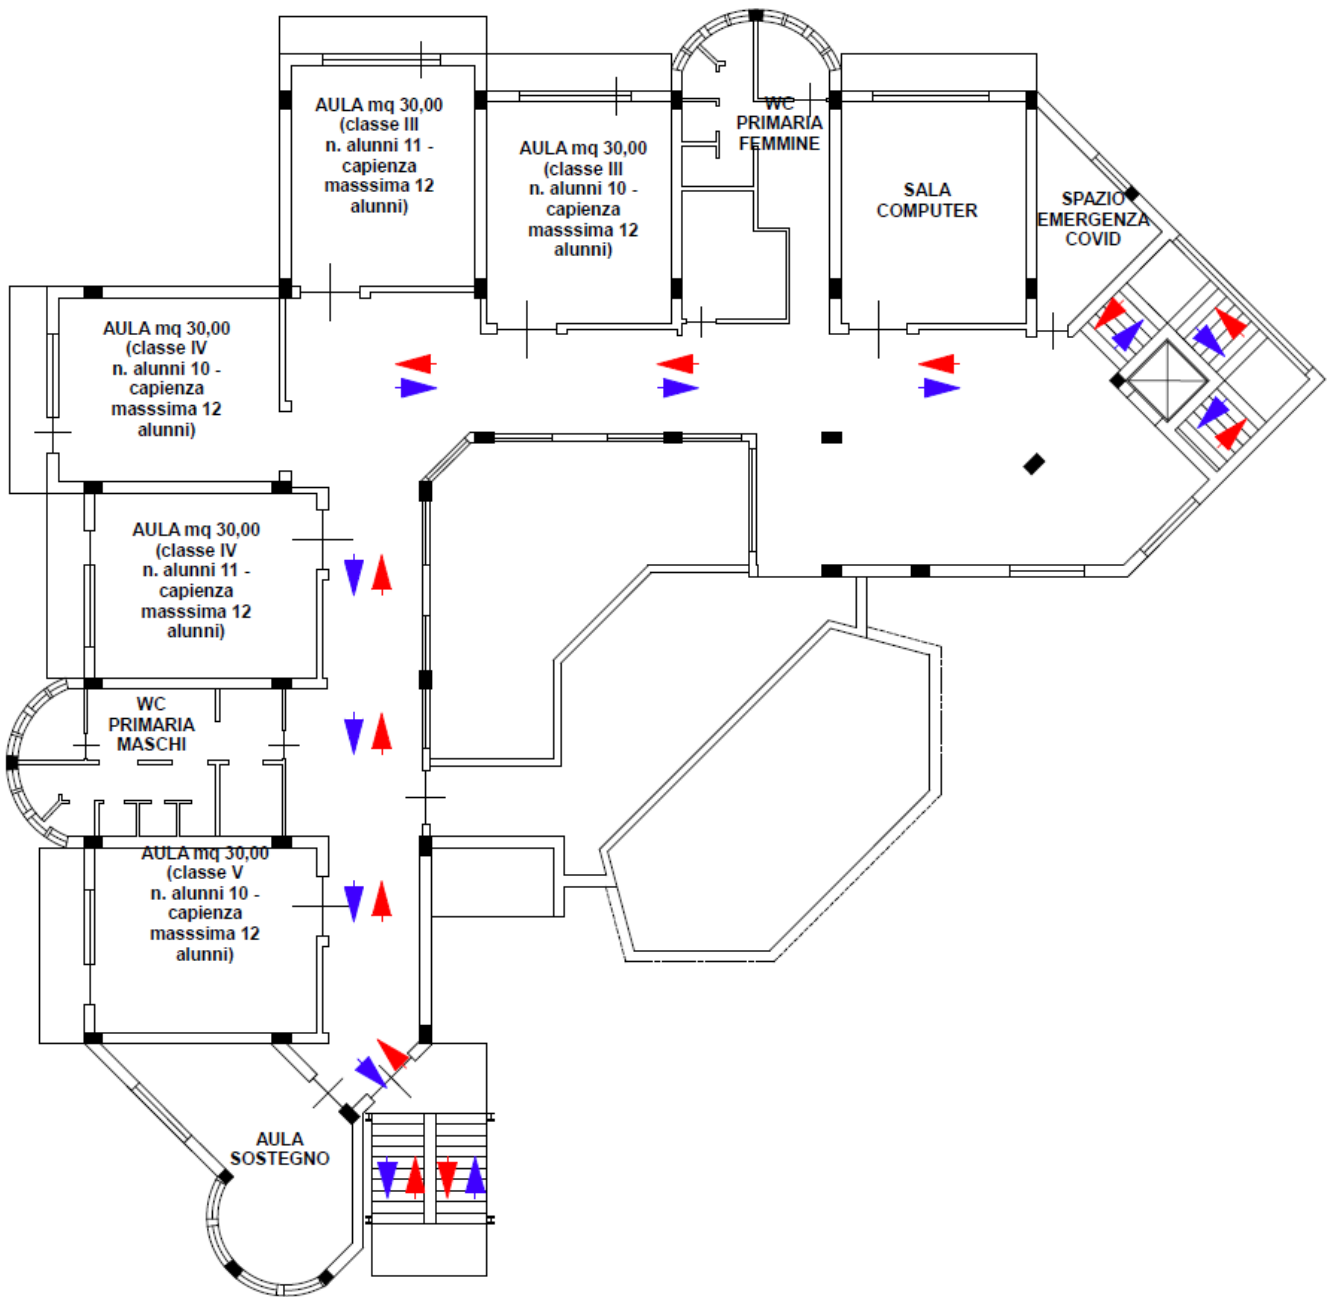 AULA mq 30,00
(classe III
n. alunni 11 -
capienza
masssima 12
alunni)
AULA mq 30,00
(classe III
n. alunni 10 -
capienza
masssima 12
alunni)
WC
PRIMARIA
FEMMINE
SALA
COMPUTER
SPAZIO
EMERGENZA
COVID
AULA mq 30,00
(classe IV
n. alunni 10 -
capienza
masssima 12
alunni)
AULA mq 30,00
(classe IV
n. alunni 11 -
capienza
masssima 12
alunni)
WC
PRIMARIA
MASCHI
AULA mq 30,00
(classe V
n. alunni 10 -
capienza
masssima 12
alunni)
AULA
SOSTEGNO